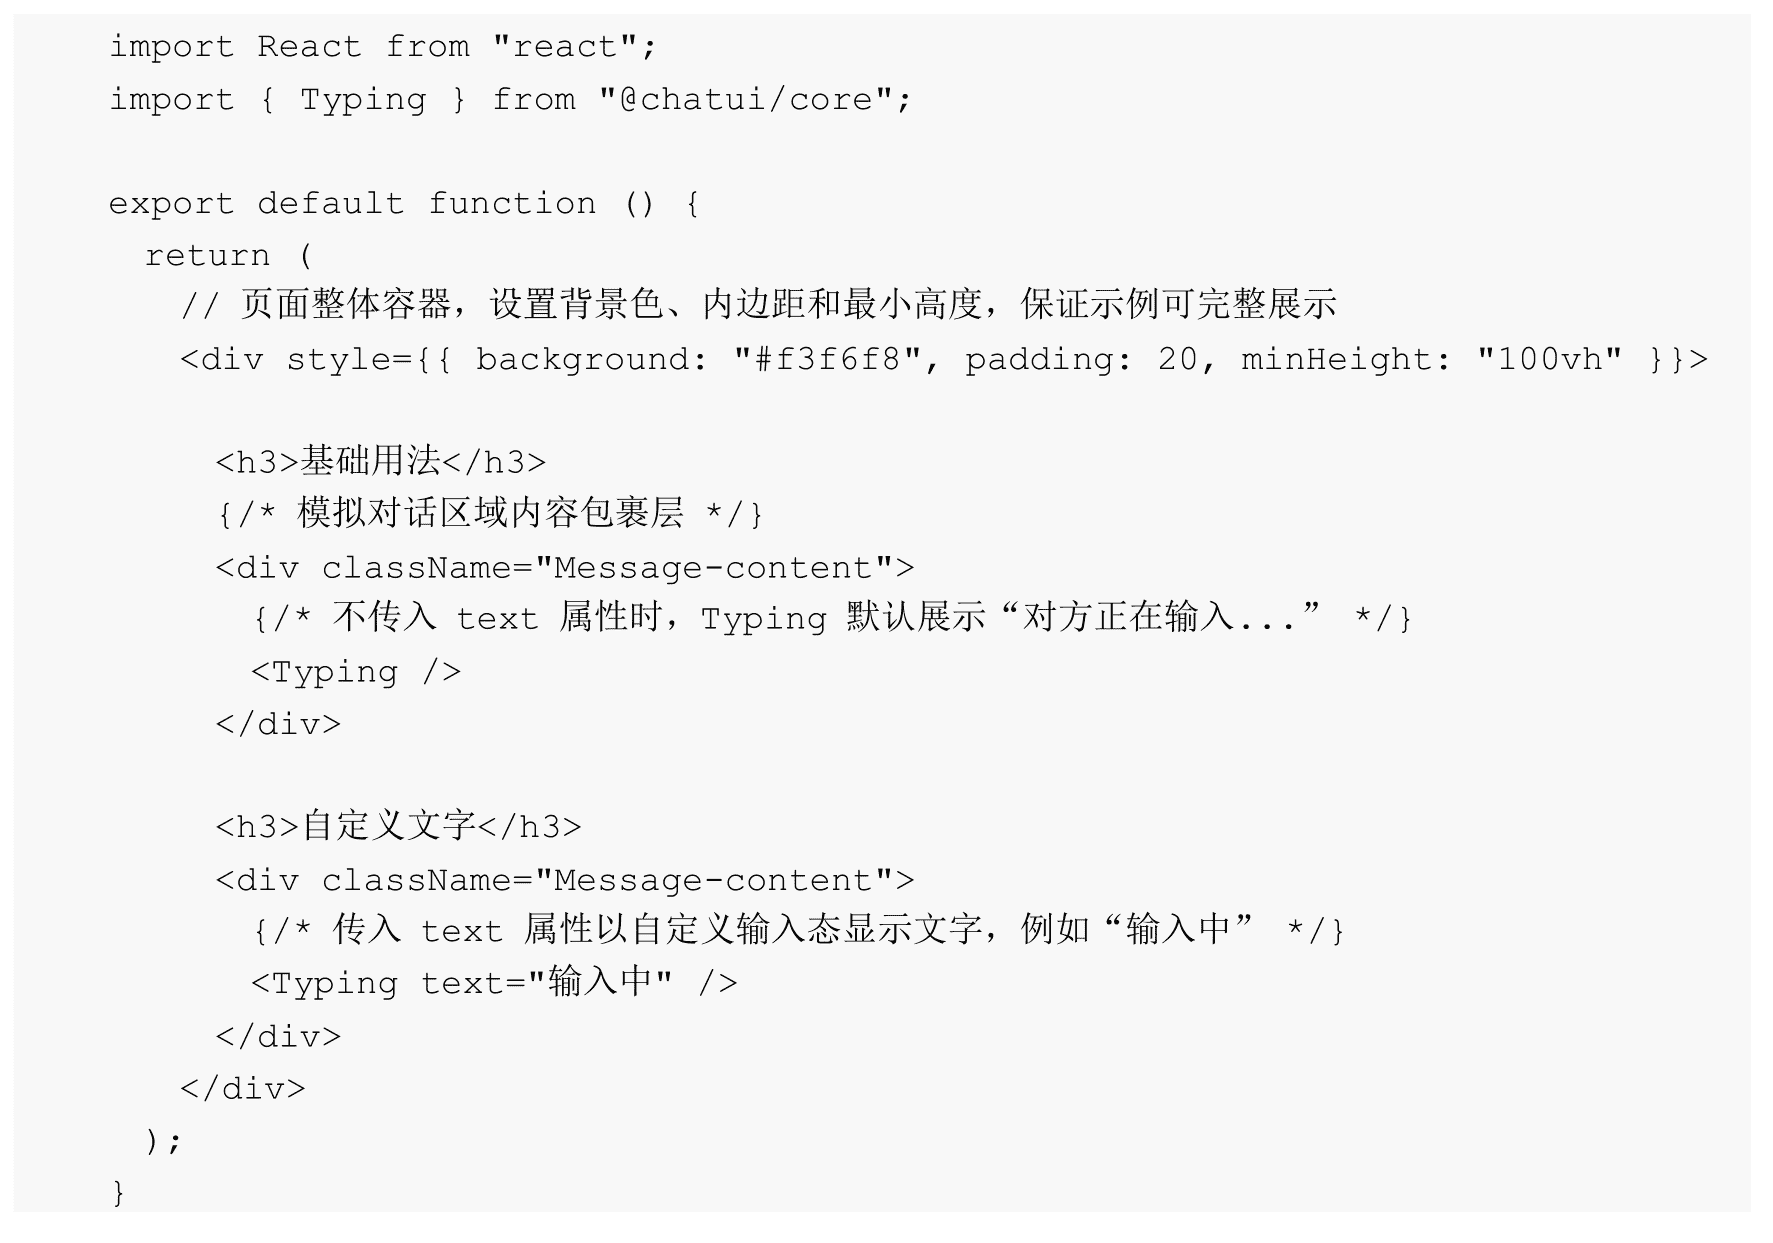 import React from "react";
import { Typing } from "@chatui/core";

export default function () {
  return (
    // 页面整体容器，设置背景色、内边距和最小高度，保证示例可完整展示
    <div style={{ background: "#f3f6f8", padding: 20, minHeight: "100vh" }}>

      <h3>基础用法</h3>
      {/* 模拟对话区域内容包裹层 */}
      <div className="Message-content">
        {/* 不传入 text 属性时，Typing 默认展示“对方正在输入...” */}
        <Typing />
      </div>

      <h3>自定义文字</h3>
      <div className="Message-content">
        {/* 传入 text 属性以自定义输入态显示文字，例如“输入中” */}
        <Typing text="输入中" />
      </div>
    </div>
  );
}